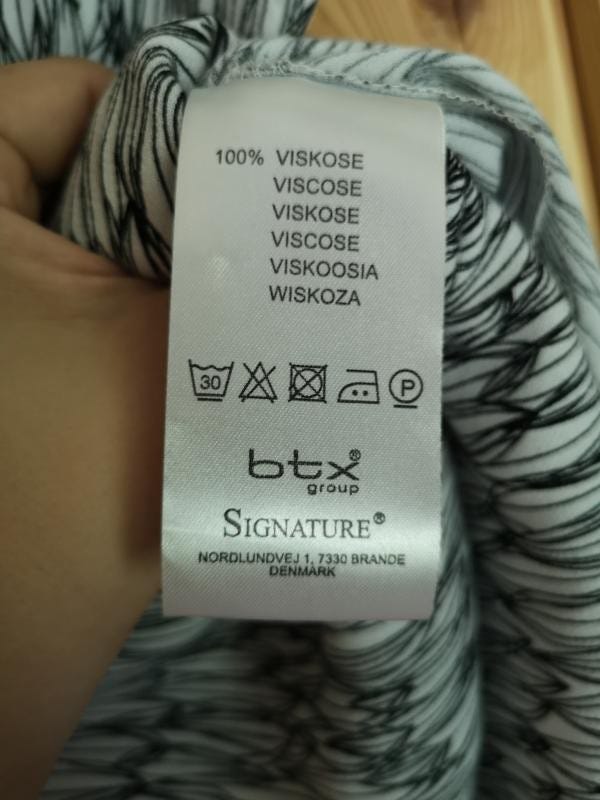 100% VISKOSE
VISCOSE
VISKOSE
VISCOSE
VISKOOSIA
WISKOZA
30 P
btx®
group
SIGNATURE®
NORDLUNDVEJ 1, 7330 BRANDE
DENMARK